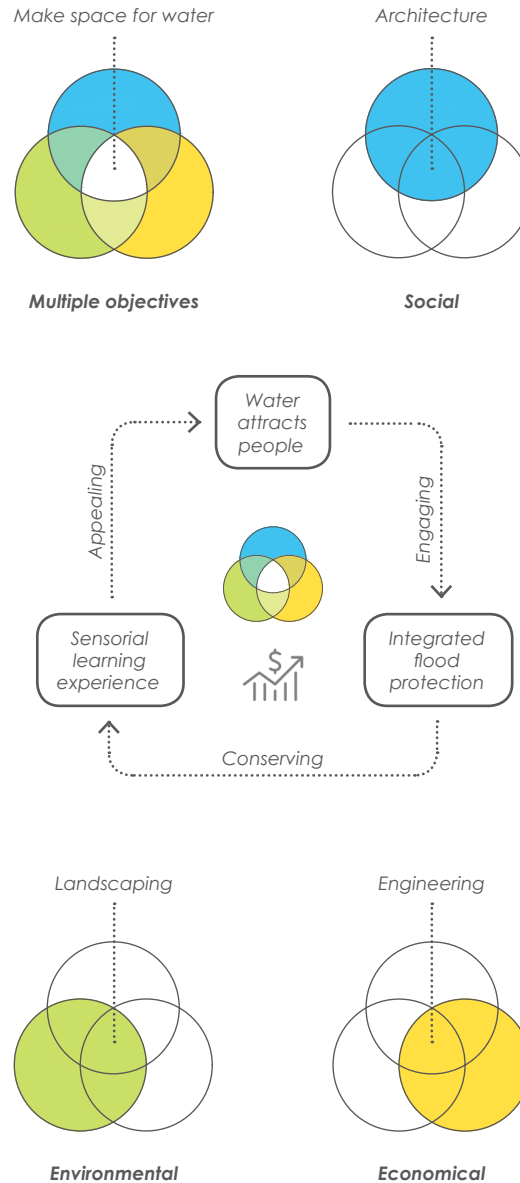 Make space for water
Architecture
Multiple objectives
Social
Water
attracts
people
Appealing
Engaging
Sensorial
learning
experience
Integrated
flood
protection
$
Conserving
Landscaping
Engineering
Environmental
Economical